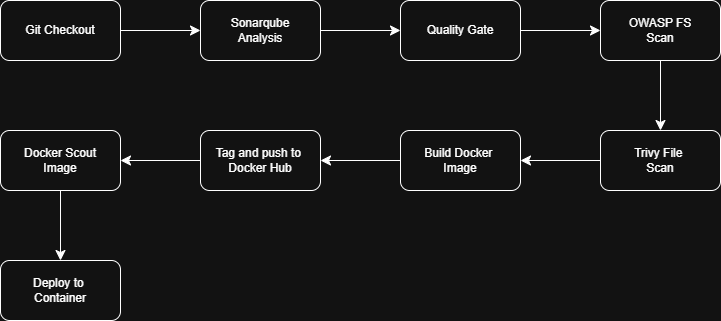 Git Checkout
Sonarqube
Analysis
Quality Gate
OWASP FS
Scan
Trivy File
Scan
Build Docker
Image
Tag and push to
Docker Hub
Docker Scout
Image
Deploy to
Container